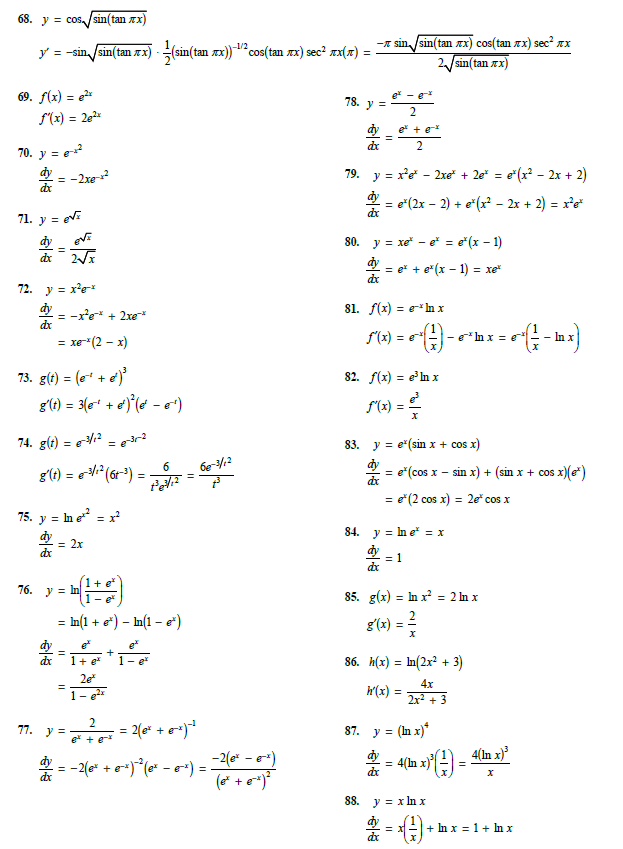 68. y = cos√sin(tan πx)
y′ = −sin√sin(tan πx) · 1/2 (sin(tan πx))^(−1/2) cos(tan πx) sec² πx(π) = −π sin√sin(tan πx) cos(tan πx) sec² πx / 2√sin(tan πx)
69. f(x) = e^(2x)
f′(x) = 2e^(2x)
70. y = e^(−x²)
dy/dx = −2xe^(−x²)
71. y = e^(√x)
dy/dx = e^(√x) / 2√x
72. y = x²e^(−x)
dy/dx = −x²e^(−x) + 2xe^(−x)
= xe^(−x)(2 − x)
73. g(t) = (e^(−t) + e^t)³
g′(t) = 3(e^(−t) + e^t)²(e^t − e^(−t))
74. g(t) = e^(−3/t²) = e^(−3t^(−2))
g′(t) = e^(−3/t²)(6t^(−3)) = 6 / t³e^(3/t²) = 6e^(−3/t²) / t³
75. y = ln e^(x²) = x²
dy/dx = 2x
76. y = ln((1 + e^x) / (1 − e^x))
= ln(1 + e^x) − ln(1 − e^x)
dy/dx = e^x / (1 + e^x) + e^x / (1 − e^x)
= 2e^x / (1 − e^(2x))
77. y = 2 / (e^x + e^(−x)) = 2(e^x + e^(−x))^(−1)
dy/dx = −2(e^x + e^(−x))^(−2)(e^x − e^(−x)) = −2(e^x − e^(−x)) / (e^x + e^(−x))²
78. y = (e^x − e^(−x)) / 2
dy/dx = (e^x + e^(−x)) / 2
79. y = x²e^x − 2xe^x + 2e^x = e^x(x² − 2x + 2)
dy/dx = e^x(2x − 2) + e^x(x² − 2x + 2) = x²e^x
80. y = xe^x − e^x = e^x(x − 1)
dy/dx = e^x + e^x(x − 1) = xe^x
81. f(x) = e^(−x) ln x
f′(x) = e^(−x)(1/x) − e^(−x) ln x = e^(−x)(1/x − ln x)
82. f(x) = e³ ln x
f′(x) = e³/x
83. y = e^x(sin x + cos x)
dy/dx = e^x(cos x − sin x) + (sin x + cos x)(e^x)
= e^x(2 cos x) = 2e^x cos x
84. y = ln e^x = x
dy/dx = 1
85. g(x) = ln x² = 2 ln x
g′(x) = 2/x
86. h(x) = ln(2x² + 3)
h′(x) = 4x / (2x² + 3)
87. y = (ln x)⁴
dy/dx = 4(ln x)³(1/x) = 4(ln x)³ / x
88. y = x ln x
dy/dx = x(1/x) + ln x = 1 + ln x